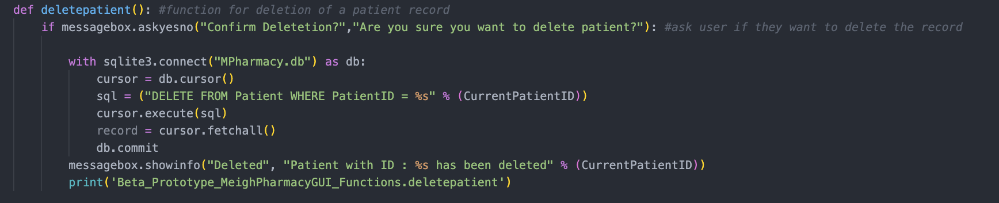 def deletepatient(): #function for deletion of a patient record
if messagebox.askyesno("Confirm Deletetion?","Are you sure you want to delete patient?"): #ask user if they want to delete the record
with sqlite3.connect("MPharmacy.db") as db:
cursor = db.cursor()
sql = ("DELETE FROM Patient WHERE PatientID = %s" % (CurrentPatientID))
cursor.execute(sql)
record = cursor.fetchall()
db.commit
messagebox.showinfo("Deleted", "Patient with ID : %s has been deleted" % (CurrentPatientID))
print('Beta_Prototype_MeighPharmacyGUI_Functions.deletepatient')